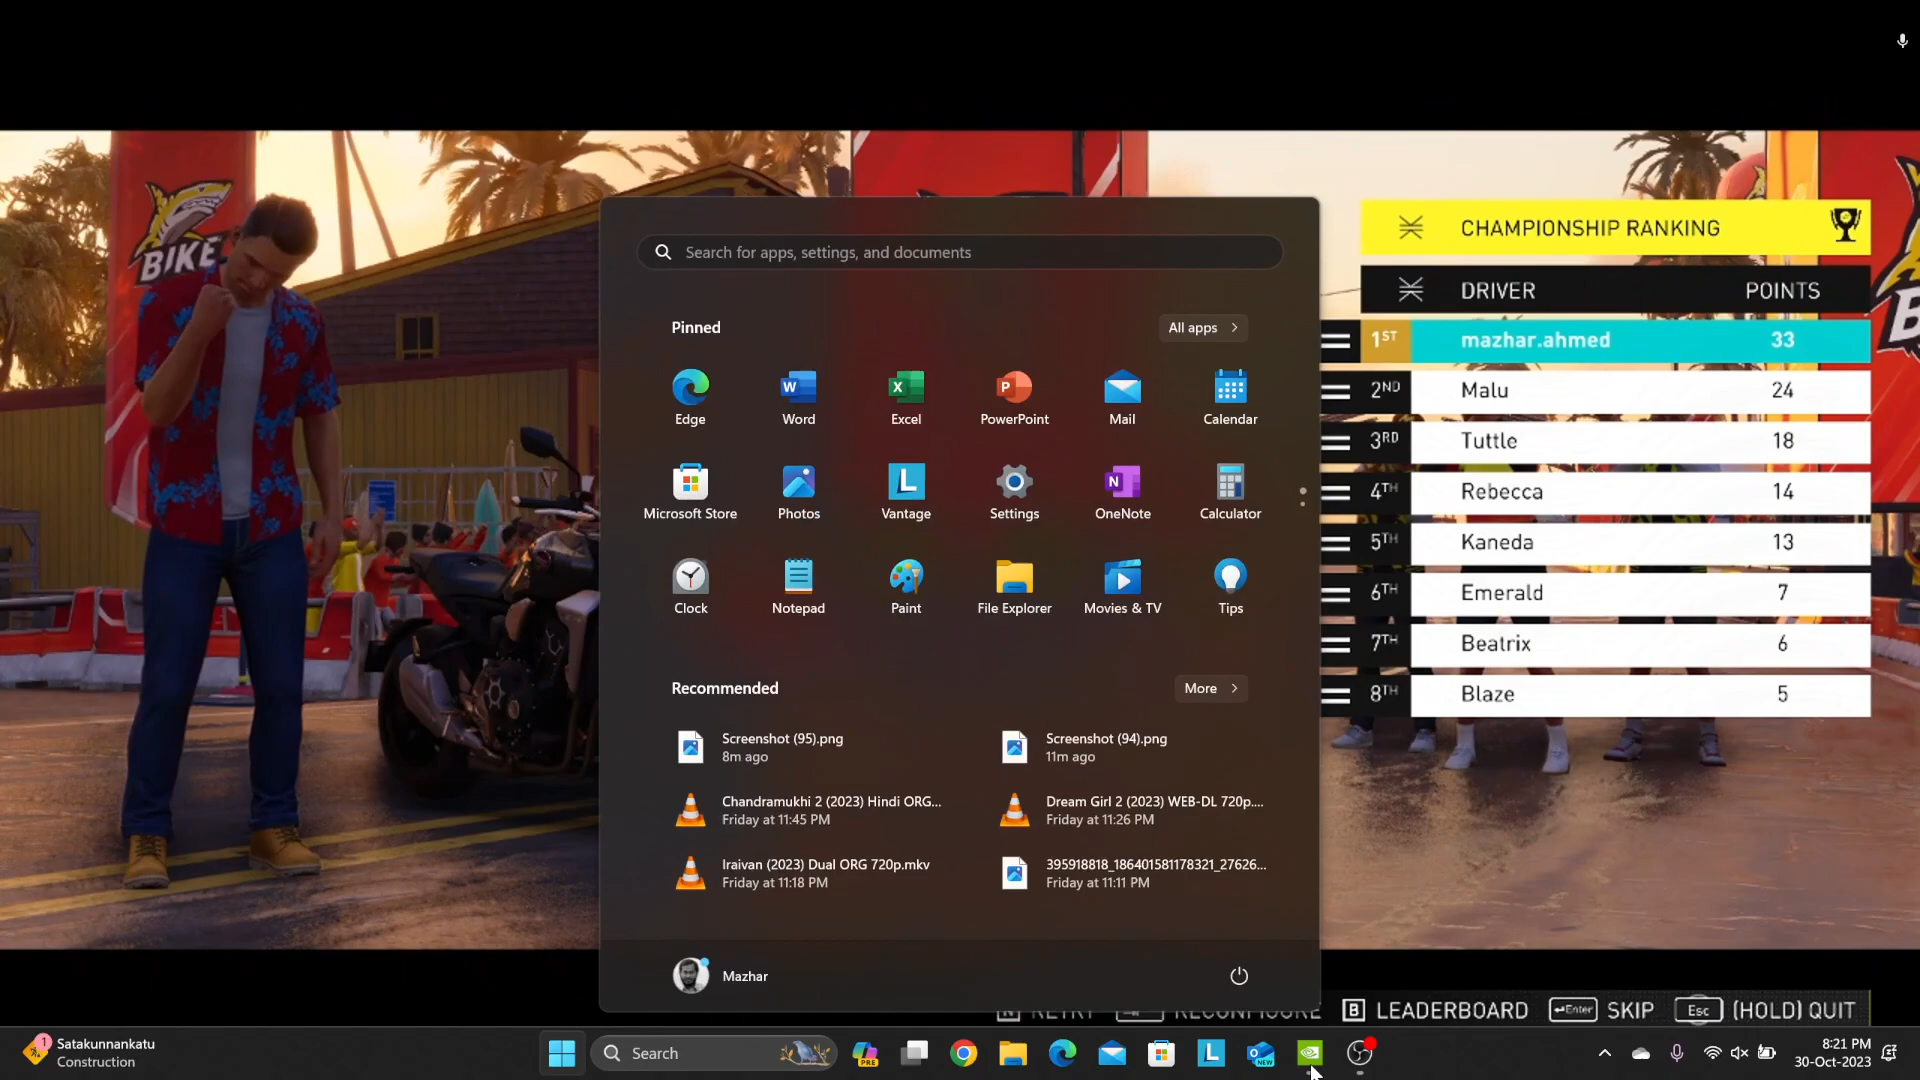 BIKE
Search for apps, settings, and documents
Pinned
All apps
Edge
Word
Excel
PowerPoint
Mail
Calendar
Microsoft Store
Photos
Vantage
Settings
OneNote
Calculator
Clock
Notepad
Paint
File Explorer
Movies & TV
Tips
Recommended
More
Screenshot (95).png
8m ago
Screenshot (94).png
11m ago
Chandramukhi 2 (2023) Hindi ORG...
Friday at 11:45 PM
Dream Girl 2 (2023) WEB-DL 720p....
Friday at 11:26 PM
Iraivan (2023) Dual ORG 720p.mkv
Friday at 11:18 PM
395918818_186401581178321_27626...
Friday at 11:11 PM
Mazhar
CHAMPIONSHIP RANKING
DRIVER POINTS
1ST mazhar.ahmed 33
2ND Malu 24
3RD Tuttle 18
4TH Rebecca 14
5TH Kaneda 13
6TH Emerald 7
7TH Beatrix 6
8TH Blaze 5
RETRY RECONFIGURE B LEADERBOARD Enter SKIP Esc (HOLD) QUIT
1 Satakunnankatu
Construction
Search
PRE
NEW
8:21 PM
30-Oct-2023